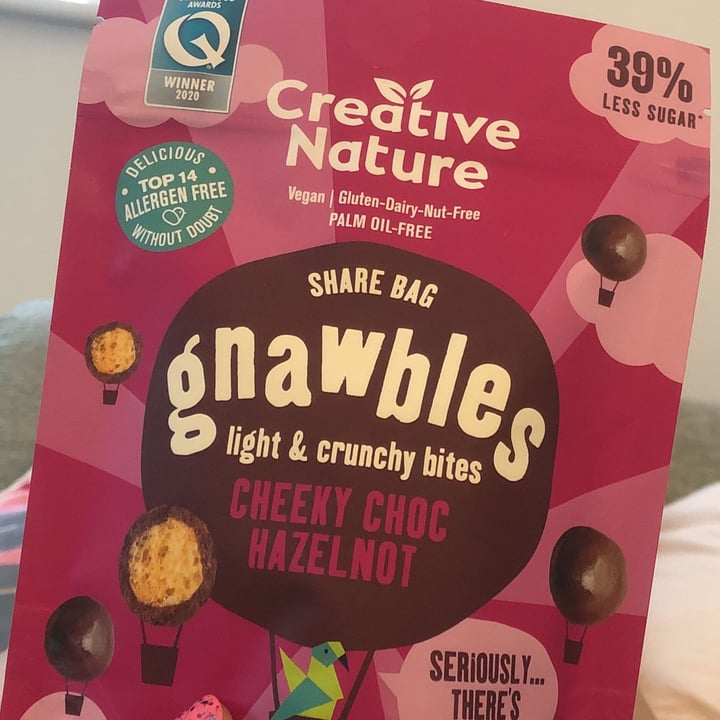 AWARDS
Q
WINNER
2020
39%
LESS SUGAR*
Creative
Nature
DELICIOUS
TOP 14
ALLERGEN FREE
WITHOUT DOUBT
Vegan | Gluten-Dairy-Nut-Free
PALM OIL-FREE
SHARE BAG
gnawbles
light & crunchy bites
CHEEKY CHOC
HAZELNOT
SERiOUSLY...
THERE'S